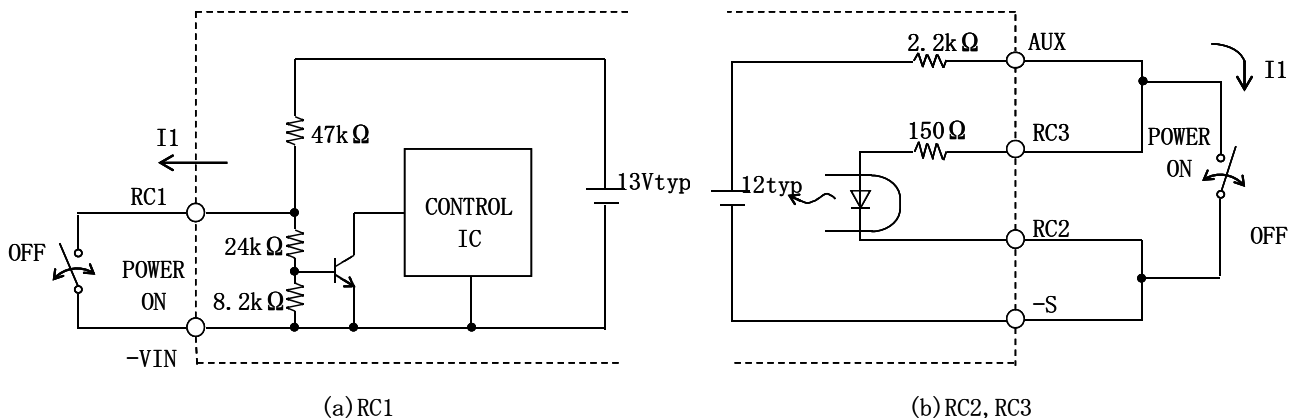 I1
47kΩ
RC1
24kΩ
8.2kΩ
CONTROL
IC
13Vtyp
OFF
POWER
ON
-VIN
(a)RC1
2.2kΩ
AUX
I1
150Ω
RC3
POWER
ON
12typ
RC2
OFF
-S
(b)RC2,RC3